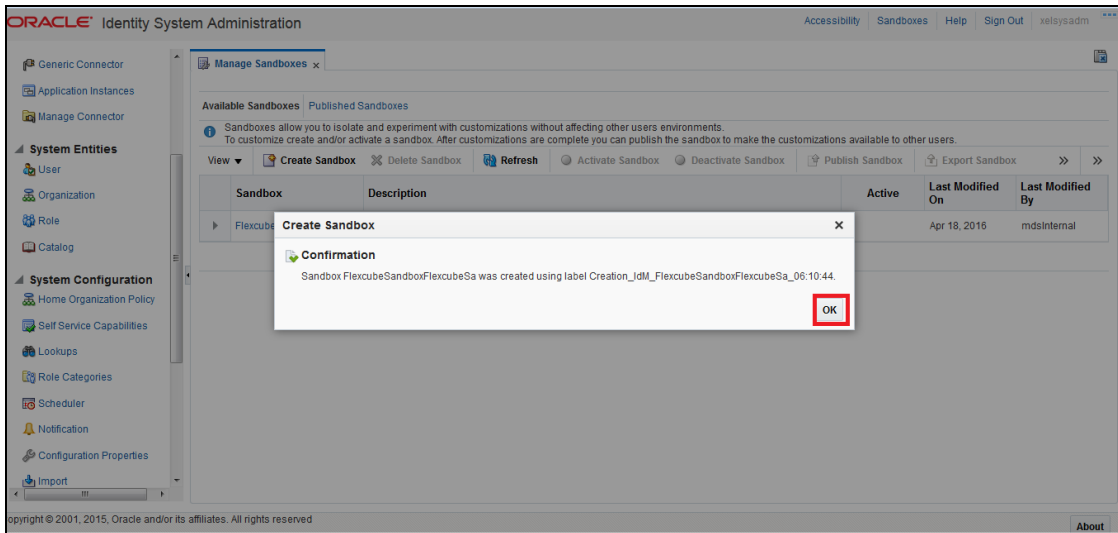 ORACLE® Identity System Administration
Accessibility Sandboxes Help Sign Out xelsysadm
Generic Connector
Application Instances
Manage Connector
System Entities
User
Organization
Role
Catalog
System Configuration
Home Organization Policy
Self Service Capabilities
Lookups
Role Categories
Scheduler
Notification
Configuration Properties
Import
Manage Sandboxes x
Available Sandboxes Published Sandboxes
Sandboxes allow you to isolate and experiment with customizations without affecting other users environments.
To customize create and/or activate a sandbox. After customizations are complete you can publish the sandbox to make the customizations available to other users.
View Create Sandbox Delete Sandbox Refresh Activate Sandbox Deactivate Sandbox Publish Sandbox Export Sandbox » »
Sandbox Description Active Last Modified On Last Modified By
Flexcube Apr 18, 2016 mdsInternal
Create Sandbox x
Confirmation
Sandbox FlexcubeSandboxFlexcubeSa was created using label Creation_IdM_FlexcubeSandboxFlexcubeSa_06:10:44.
OK
opyright © 2001, 2015, Oracle and/or its affiliates. All rights reserved
About